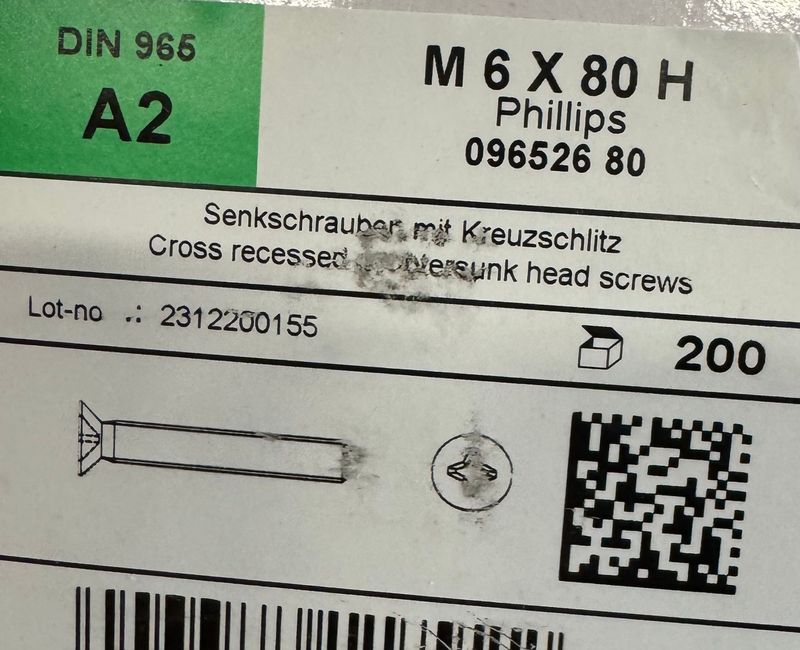 DIN 965
A2
M 6 X 80 H
Phillips
096526 80
Senkschrauben mit Kreuzschlitz
Cross recessed countersunk head screws
Lot-no .: 2312200155
200